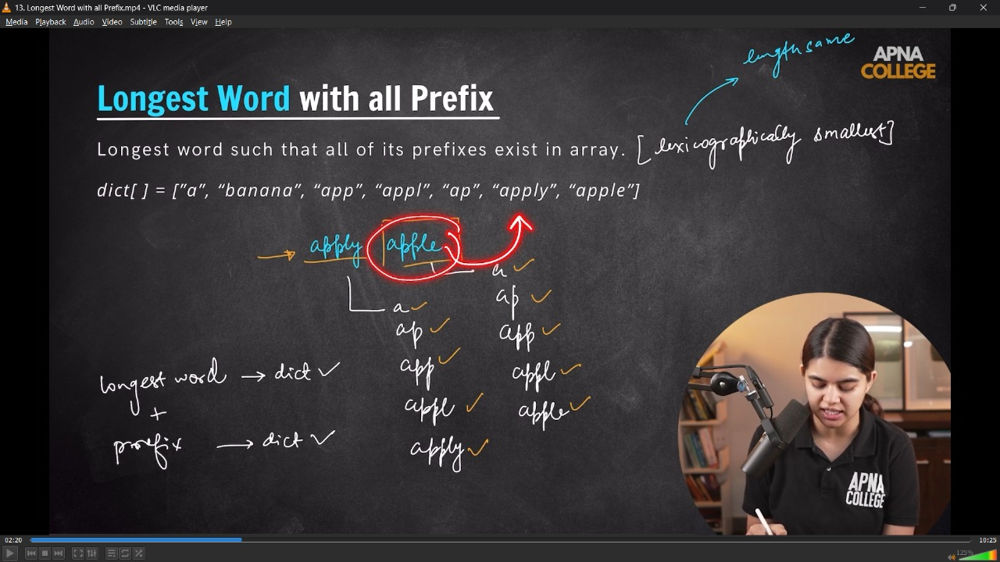 13. Longest Word with all Prefix.mp4 - VLC media player
Media Playback Audio Video Subtitle Tools View Help
length same
APNA
COLLEGE
Longest Word with all Prefix
Longest word such that all of its prefixes exist in array. [lexicographically smallest]
dict[ ] = ["a", "banana", "app", "appl", "ap", "apply", "apple"]
→ apply apple
a ✓
ap ✓
app ✓
appl ✓
apple ✓
a ✓
ap ✓
app ✓
appl ✓
apply ✓
longest word → dict ✓
+
prefix → dict ✓
APNA
COLLEGE
02:20
10:25
125%